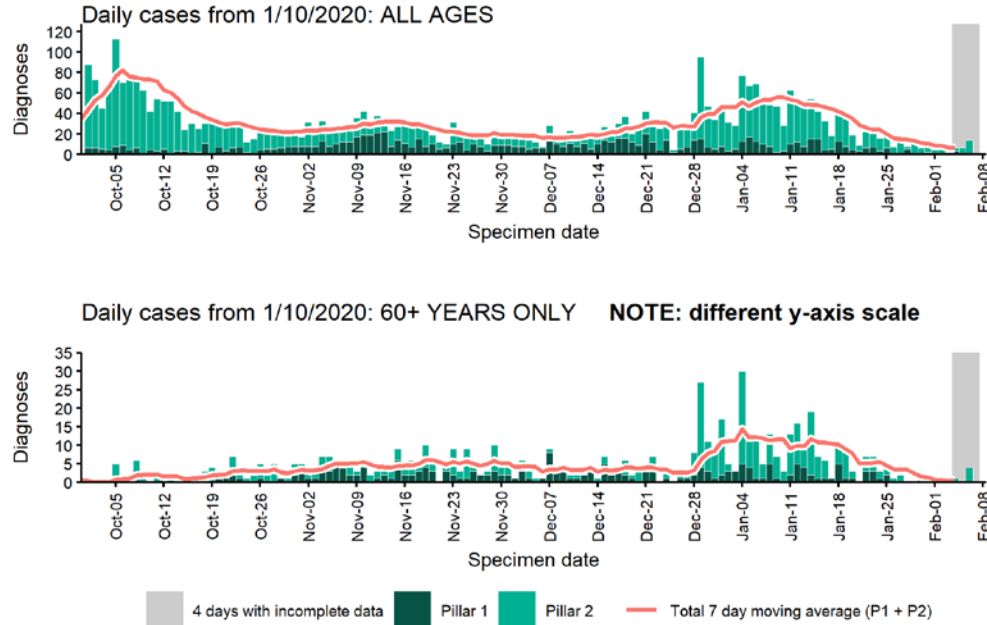 Daily cases from 1/10/2020: ALL AGES
Diagnoses
120
100
80
60
40
20
0
Oct-05
Oct-12
Oct-19
Oct-26
Nov-02
Nov-09
Nov-16
Nov-23
Nov-30
Dec-07
Dec-14
Dec-21
Dec-28
Jan-04
Jan-11
Jan-18
Jan-25
Feb-01
Feb-08
Specimen date
Daily cases from 1/10/2020: 60+ YEARS ONLY NOTE: different y-axis scale
Diagnoses
35
30
25
20
15
10
5
0
Oct-05
Oct-12
Oct-19
Oct-26
Nov-02
Nov-09
Nov-16
Nov-23
Nov-30
Dec-07
Dec-14
Dec-21
Dec-28
Jan-04
Jan-11
Jan-18
Jan-25
Feb-01
Feb-08
Specimen date
4 days with incomplete data
Pillar 1
Pillar 2
Total 7 day moving average (P1 + P2)